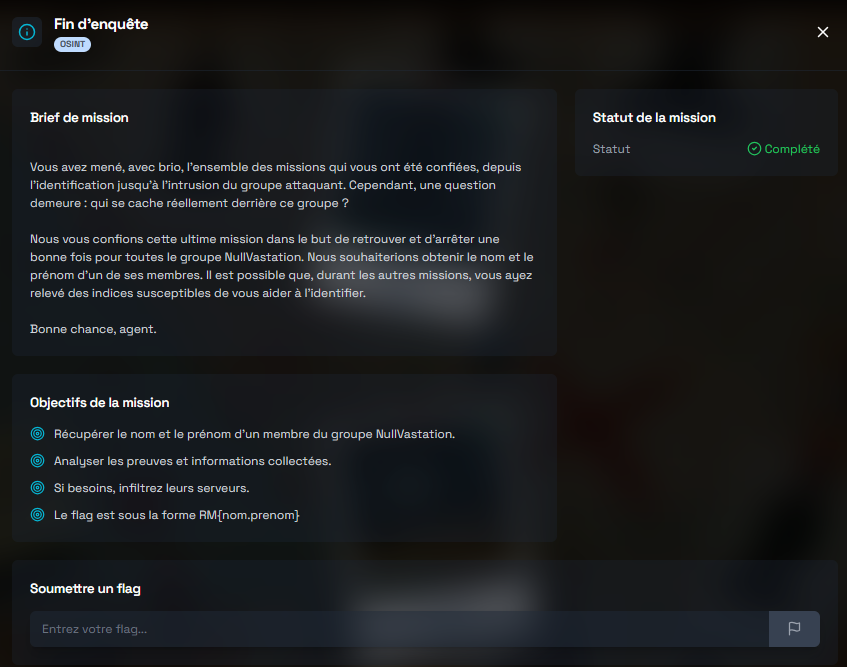 Fin d'enquête
OSINT
Brief de mission
Vous avez mené, avec brio, l'ensemble des missions qui vous ont été confiées, depuis
l'identification jusqu'à l'intrusion du groupe attaquant. Cependant, une question
demeure : qui se cache réellement derrière ce groupe ?
Nous vous confions cette ultime mission dans le but de retrouver et d'arrêter une
bonne fois pour toutes le groupe NullVastation. Nous souhaiterions obtenir le nom et le
prénom d'un de ses membres. Il est possible que, durant les autres missions, vous ayez
relevé des indices susceptibles de vous aider à l'identifier.
Bonne chance, agent.
Statut de la mission
Statut
Complété
Objectifs de la mission
Récupérer le nom et le prénom d'un membre du groupe NullVastation.
Analyser les preuves et informations collectées.
Si besoins, infiltrez leurs serveurs.
Le flag est sous la forme RM{nom.prenom}
Soumettre un flag
Entrez votre flag...